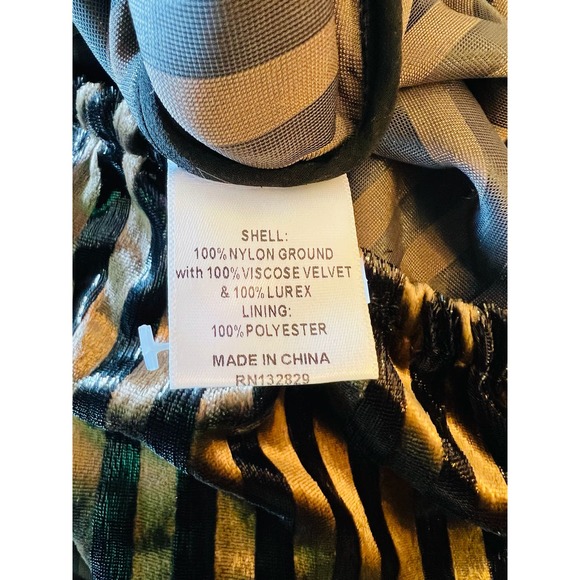 SHELL:
100%NYLON GROUND
with 100%VISCOSE VELVET
& 100%LUREX
LINING:
100%POLYESTER
MADE IN CHINA
RN132829